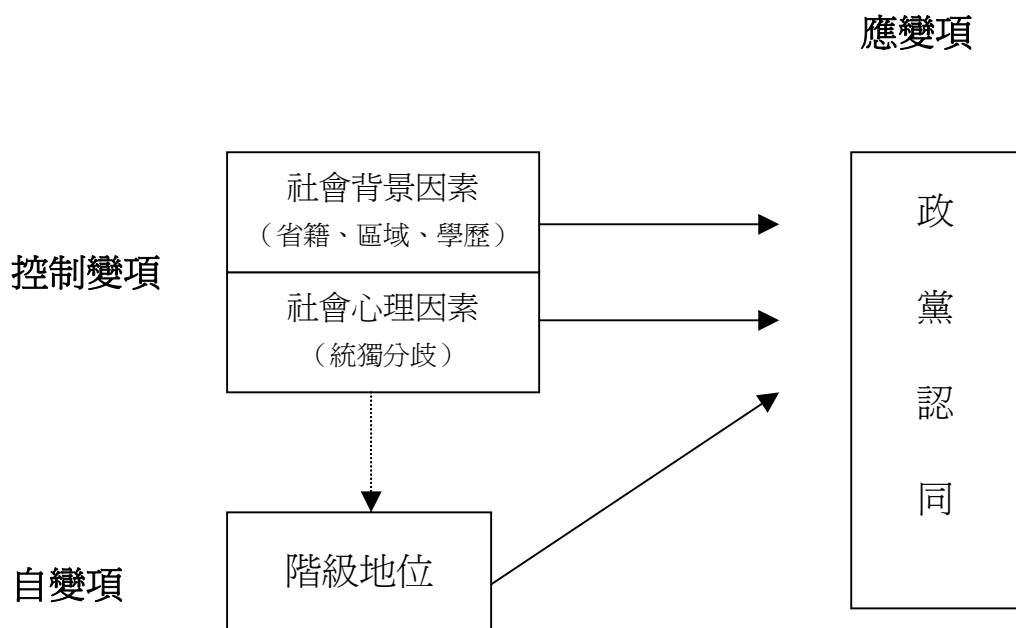 應變項
社會背景因素
（省籍、區域、學歷）
控制變項
社會心理因素
（統獨分歧）
政
黨
認
同
自變項
階級地位